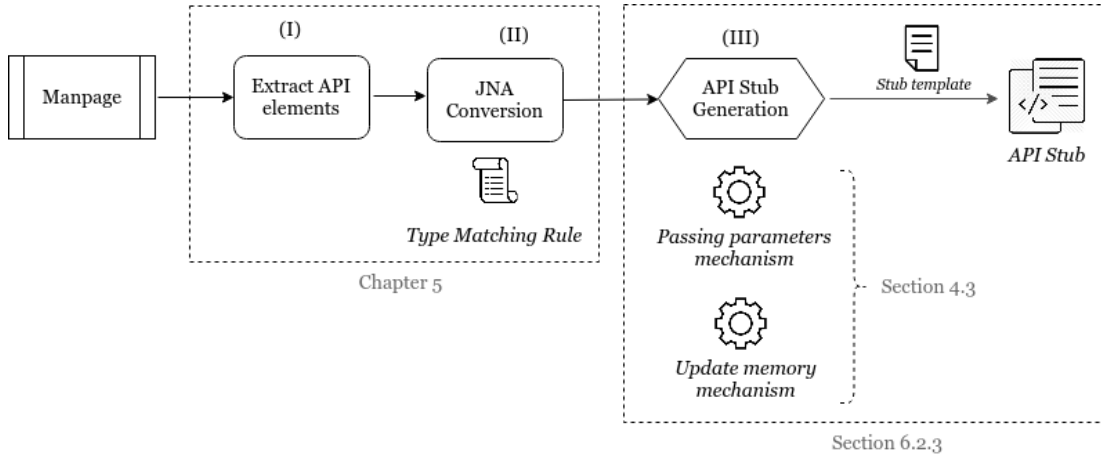 Manpage
(I)
Extract API
elements
(II)
JNA
Conversion
Type Matching Rule
Chapter 5
(III)
API Stub
Generation
Stub template
</>
API Stub
Passing parameters
mechanism
Update memory
mechanism
Section 4.3
Section 6.2.3